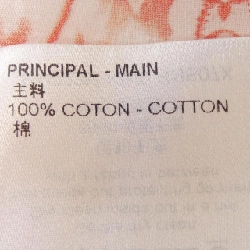 PRINCIPAL - MAIN
主料
100% COTON - COTTON
棉